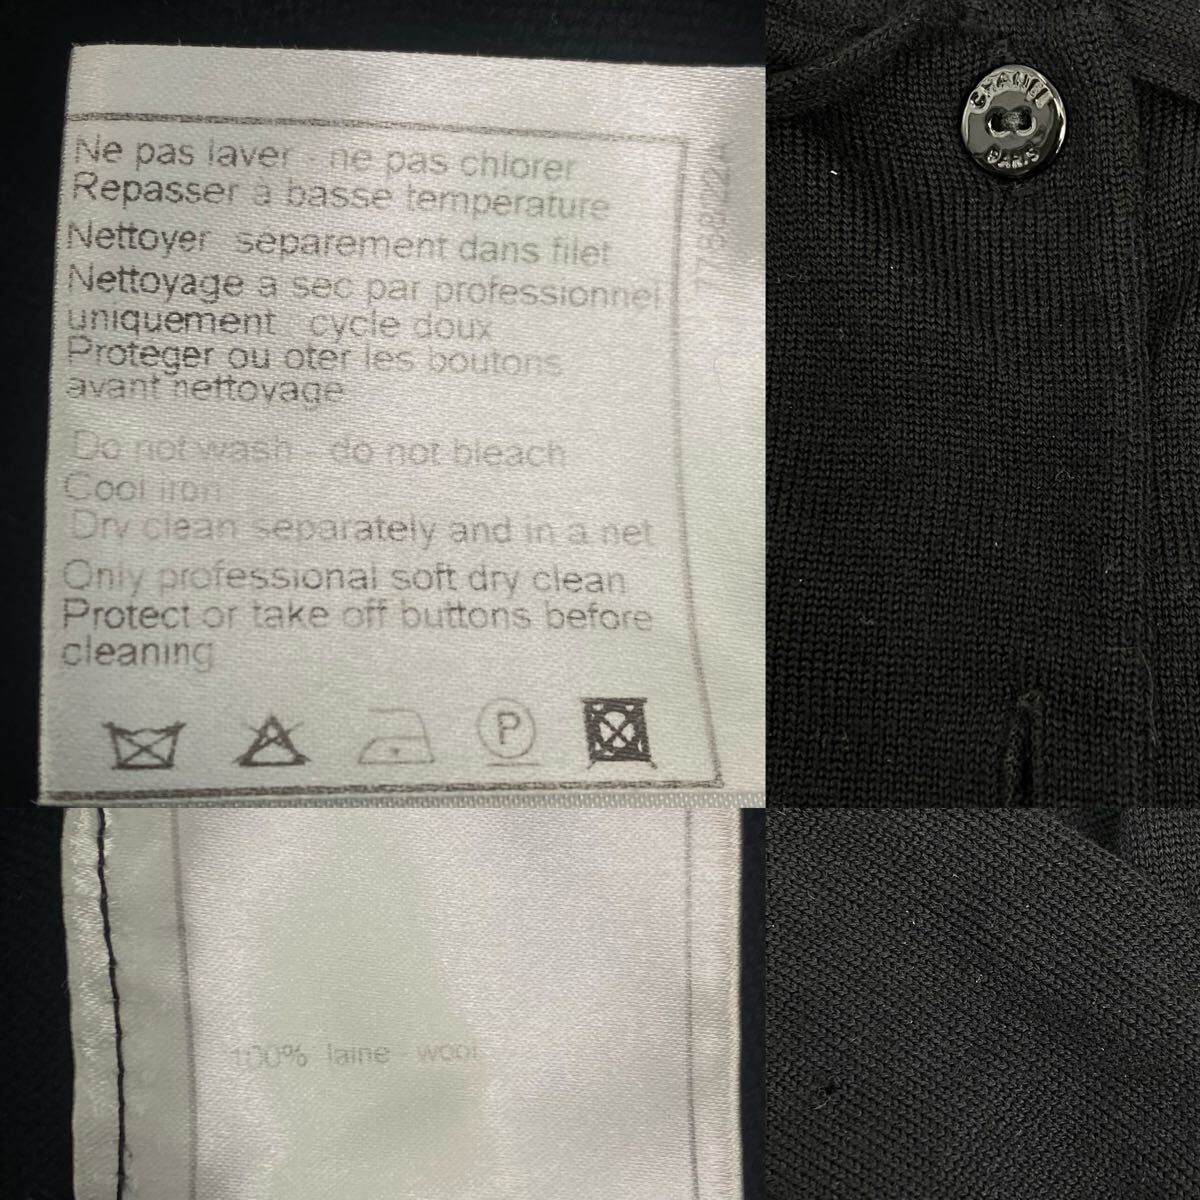 Ne pas laver - ne pas chlorer
Repasser a basse temperature
Nettoyer separement dans filet
Nettoyage a sec par professionnel
uniquement cycle doux
Proteger ou oter les boutons
avant nettoyage
Do not wash - do not bleach
Cool iron
Dry clean separately and in a net
Only professional soft dry clean
Protect or take off buttons before
cleaning
P
CHANEL
PARIS
100% laine - wool